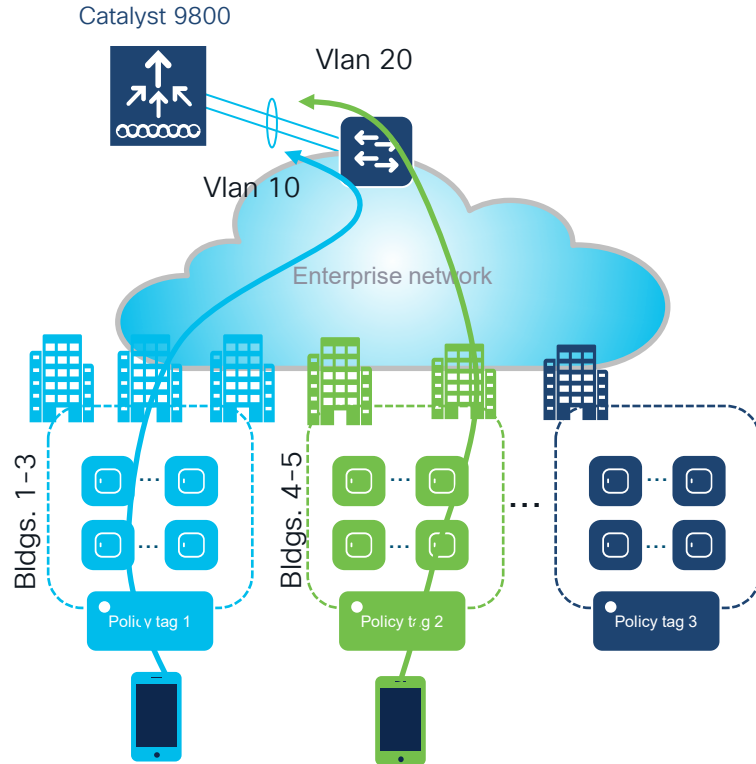 Catalyst 9800
Vlan 20
Vlan 10
Enterprise network
Bldgs. 1-3
Bldgs. 4-5
...
Policy tag 1
Policy tag 2
Policy tag 3